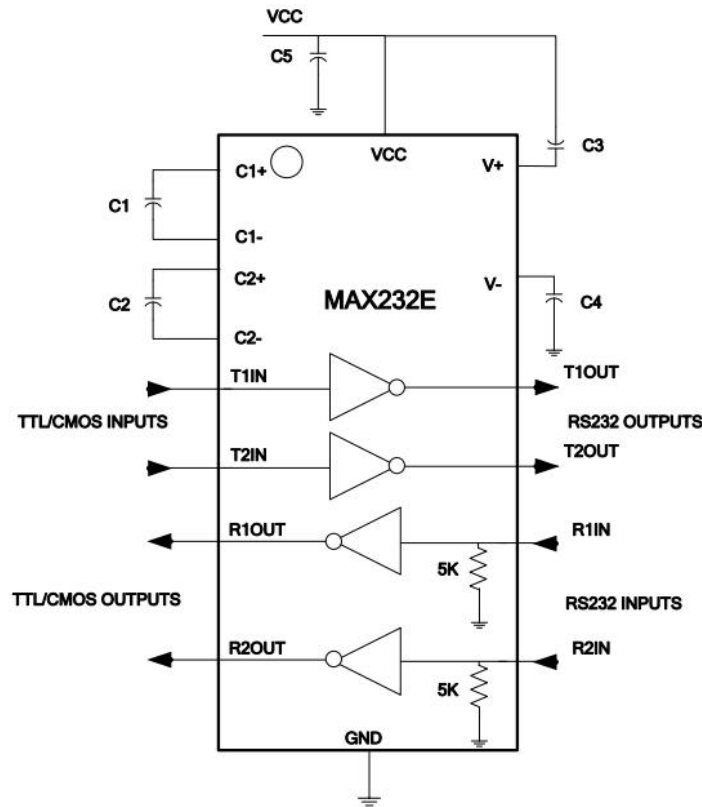 VCC
C5
VCC
C3
V+
C1+
C1
C1-
C2+
C2
C2-
MAX232E
V-
C4
T1IN
T1OUT
TTL/CMOS INPUTS
RS232 OUTPUTS
T2IN
T2OUT
R1OUT
R1IN
5K
TTL/CMOS OUTPUTS
RS232 INPUTS
R2OUT
R2IN
5K
GND